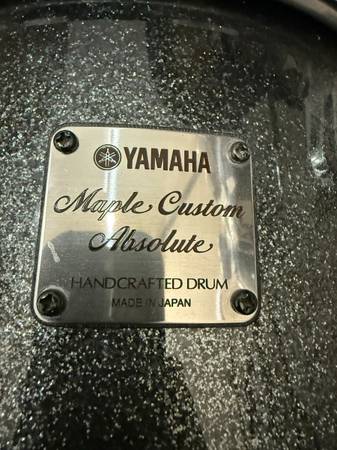 YAMAHA
Maple Custom
Absolute
HANDCRAFTED DRUM
MADE IN JAPAN